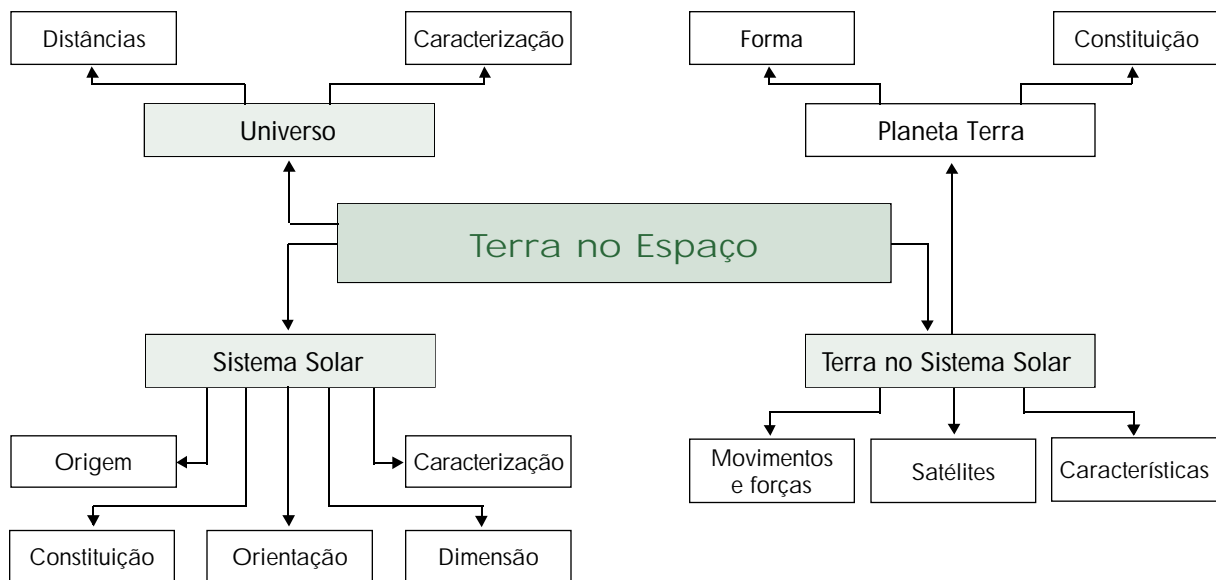 Distâncias
Caracterização
Forma
Constituição
Universo
Planeta Terra
Terra no Espaço
Sistema Solar
Terra no Sistema Solar
Origem
Caracterização
Movimentos
e forças
Satélites
Características
Constituição
Orientação
Dimensão